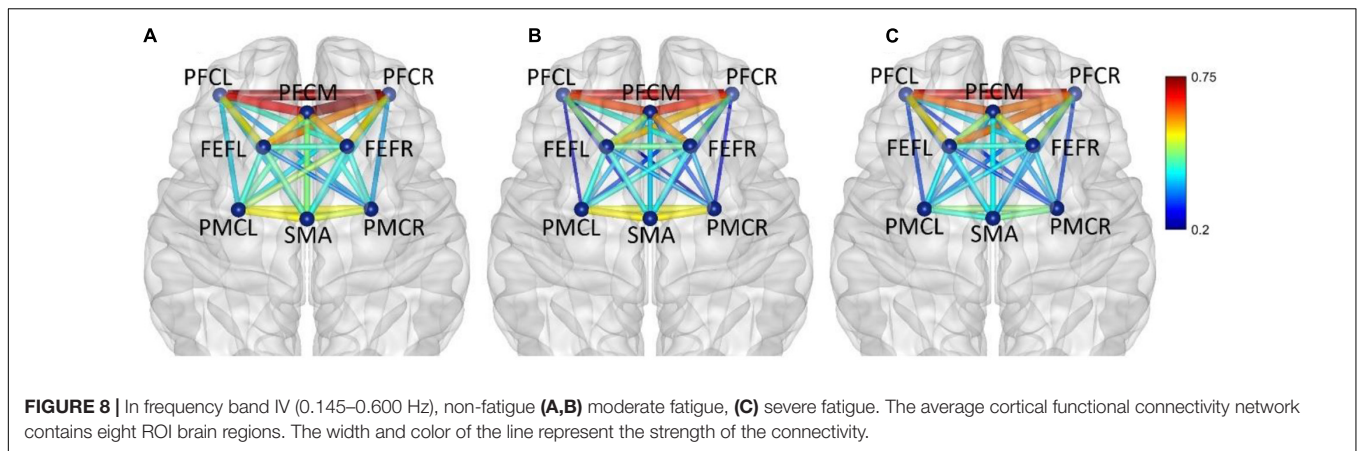 A
B
C
PFCL
PFCM
PFCR
FEFL
FEFR
PMCL
SMA
PMCR
PFCL
PFCM
PFCR
FEFL
FEFR
PMCL
SMA
PMCR
PFCL
PFCM
PFCR
FEFL
FEFR
PMCL
SMA
PMCR
0.75
0.2
FIGURE 8 | In frequency band IV (0.145–0.600 Hz), non-fatigue (A,B) moderate fatigue, (C) severe fatigue. The average cortical functional connectivity network
contains eight ROI brain regions. The width and color of the line represent the strength of the connectivity.